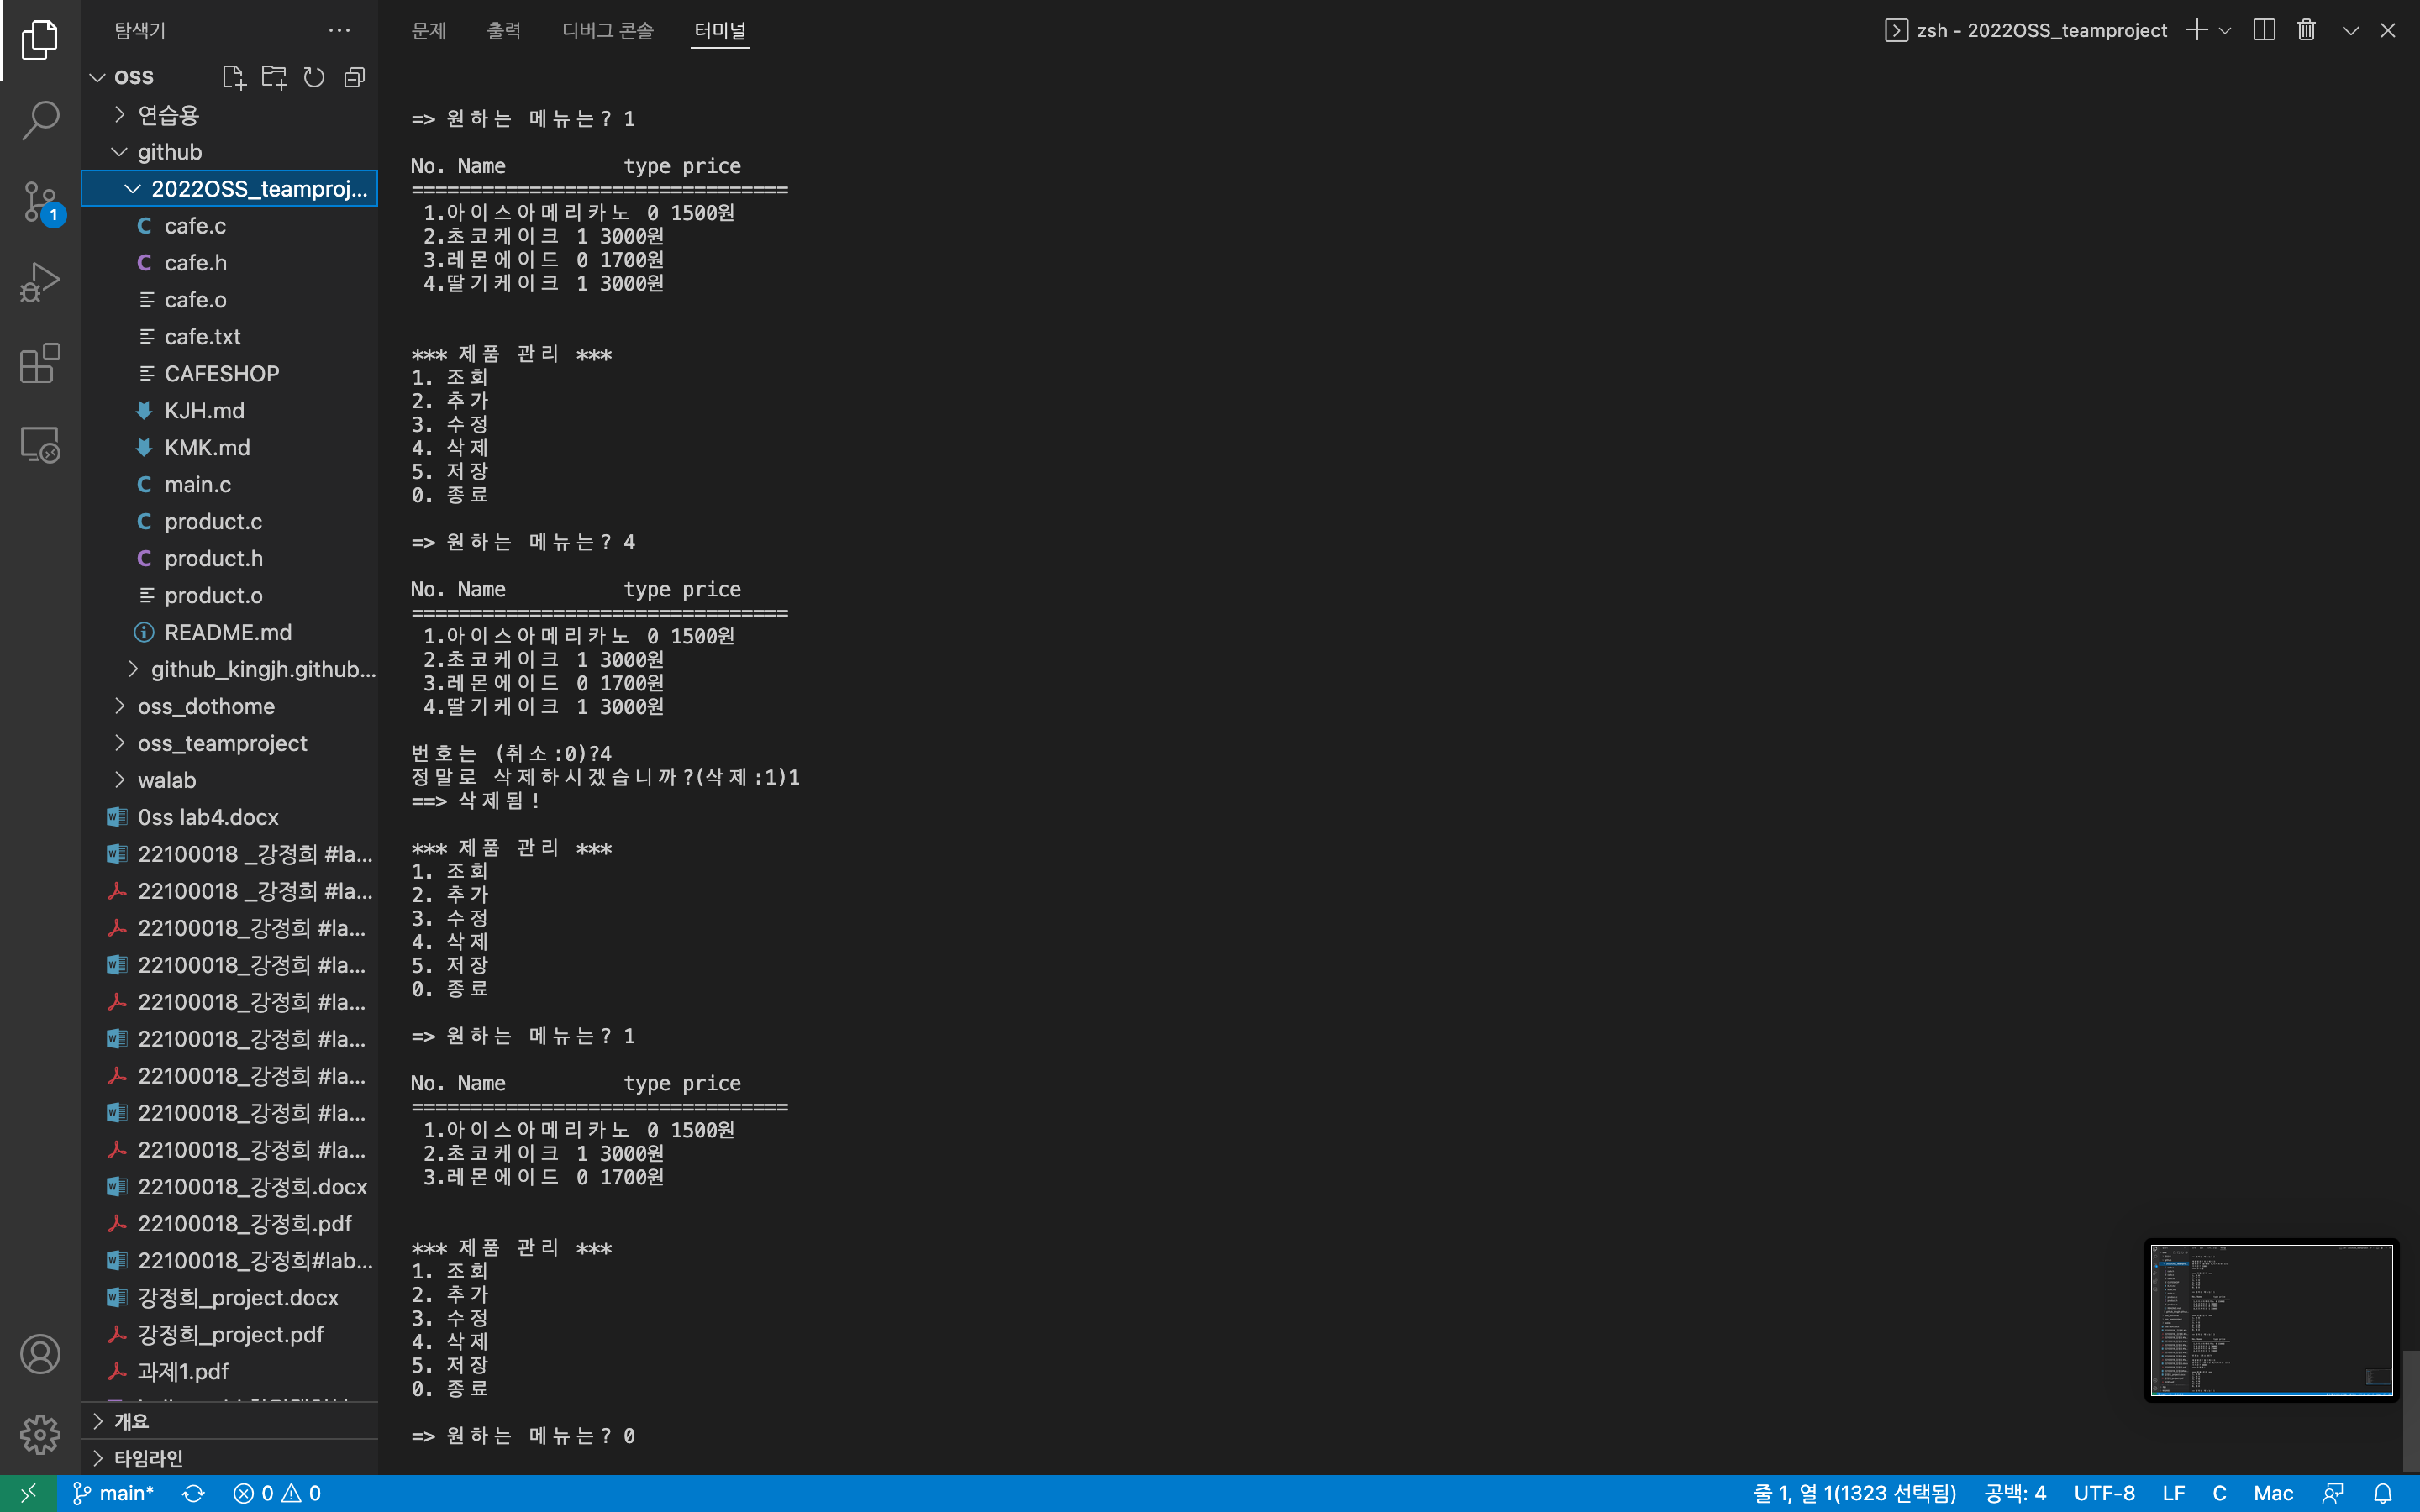 탐색기
문제 출력 디버그 콘솔 터미널
zsh - 2022OSS_teamproject
OSS
연습용
github
2022OSS_teamproj...
cafe.c
cafe.h
cafe.o
cafe.txt
CAFESHOP
KJH.md
KMK.md
main.c
product.c
product.h
product.o
README.md
github_kingjh.github...
oss_dothome
oss_teamproject
walab
0ss lab4.docx
22100018 _강정희 #la...
22100018 _강정희 #la...
22100018_강정희 #la...
22100018_강정희 #la...
22100018_강정희 #la...
22100018_강정희 #la...
22100018_강정희 #la...
22100018_강정희 #la...
22100018_강정희 #la...
22100018_강정희.docx
22100018_강정희.pdf
22100018_강정희#lab...
강정희_project.docx
강정희_project.pdf
과제1.pdf
개요
타임라인
1
=> 원하는 메뉴는? 1
No. Name type price
================================
1.아이스아메리카노 0 1500원
2.초코케이크 1 3000원
3.레몬에이드 0 1700원
4.딸기케이크 1 3000원
*** 제품 관리 ***
1. 조회
2. 추가
3. 수정
4. 삭제
5. 저장
0. 종료
=> 원하는 메뉴는? 4
No. Name type price
================================
1.아이스아메리카노 0 1500원
2.초코케이크 1 3000원
3.레몬에이드 0 1700원
4.딸기케이크 1 3000원
번호는 (취소:0)?4
정말로 삭제하시겠습니까?(삭제:1)1
==> 삭제됨!
*** 제품 관리 ***
1. 조회
2. 추가
3. 수정
4. 삭제
5. 저장
0. 종료
=> 원하는 메뉴는? 1
No. Name type price
================================
1.아이스아메리카노 0 1500원
2.초코케이크 1 3000원
3.레몬에이드 0 1700원
*** 제품 관리 ***
1. 조회
2. 추가
3. 수정
4. 삭제
5. 저장
0. 종료
=> 원하는 메뉴는? 0
main* 0 0 줄 1, 열 1(1323 선택됨) 공백: 4 UTF-8 LF C Mac